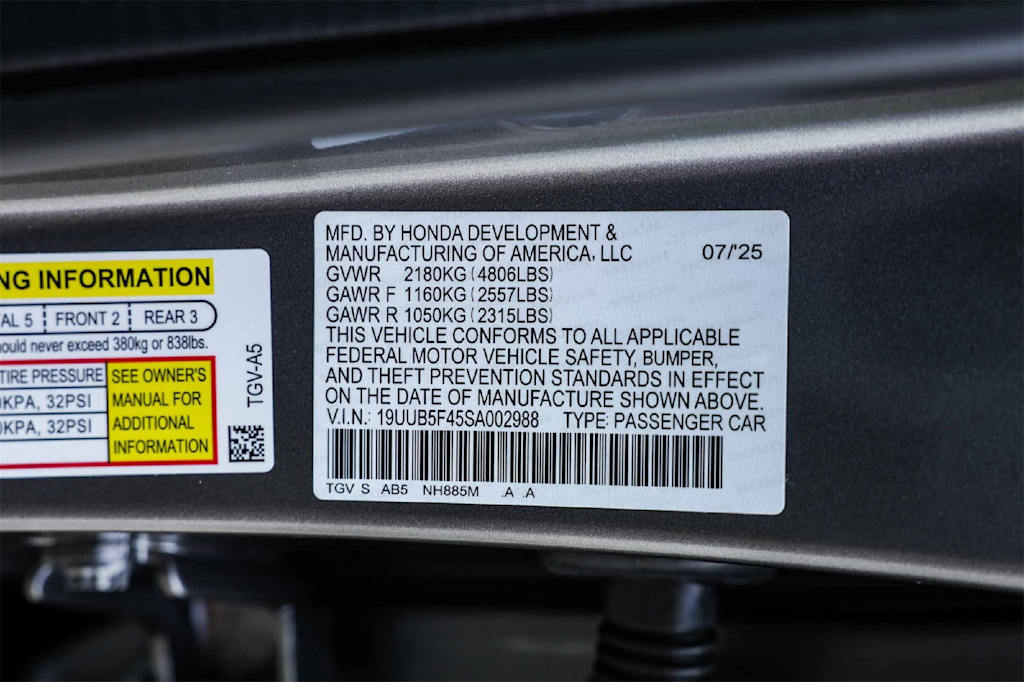 NG INFORMATION
TAL 5 FRONT 2 REAR 3
ould never exceed 380kg or 838lbs.
TIRE PRESSURE
0KPA, 32PSI
0KPA, 32PSI
SEE OWNER'S
MANUAL FOR
ADDITIONAL
INFORMATION
TGV-A5
MFD. BY HONDA DEVELOPMENT &
MANUFACTURING OF AMERICA, LLC 07/'25
GVWR 2180KG (4806LBS)
GAWR F 1160KG (2557LBS)
GAWR R 1050KG (2315LBS)
THIS VEHICLE CONFORMS TO ALL APPLICABLE
FEDERAL MOTOR VEHICLE SAFETY, BUMPER,
AND THEFT PREVENTION STANDARDS IN EFFECT
ON THE DATE OF MANUFACTURE SHOWN ABOVE.
V.I.N.: 19UUB5F45SA002988 TYPE: PASSENGER CAR
TGV S AB5 NH885M .A .A